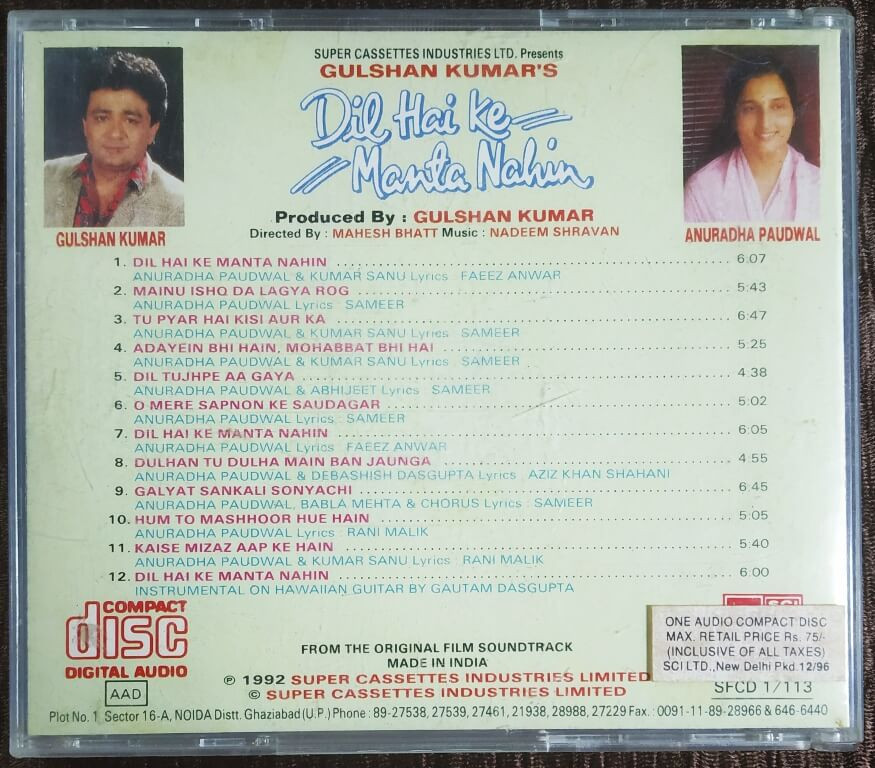 SUPER CASSETTES INDUSTRIES LTD. Presents
GULSHAN KUMAR'S
Dil Hai Ke
Manta Nahin
Produced By : GULSHAN KUMAR
Directed By : MAHESH BHATT Music : NADEEM SHRAVAN
GULSHAN KUMAR
ANURADHA PAUDWAL
1. DIL HAI KE MANTA NAHIN 6:07
ANURADHA PAUDWAL & KUMAR SANU Lyrics : FAEEZ ANWAR
2. MAINU ISHQ DA LAGYA ROG 5:43
ANURADHA PAUDWAL Lyrics : SAMEER
3. TU PYAR HAI KISI AUR KA 6:47
ANURADHA PAUDWAL & KUMAR SANU Lyrics : SAMEER
4. ADAYEIN BHI HAIN, MOHABBAT BHI HAI 5:25
ANURADHA PAUDWAL & KUMAR SANU Lyrics : SAMEER
5. DIL TUJHPE AA GAYA 4:38
ANURADHA PAUDWAL & ABHIJEET Lyrics : SAMEER
6. O MERE SAPNON KE SAUDAGAR 5:02
ANURADHA PAUDWAL Lyrics : SAMEER
7. DIL HAI KE MANTA NAHIN 6:05
ANURADHA PAUDWAL Lyrics : FAEEZ ANWAR
8. DULHAN TU DULHA MAIN BAN JAUNGA 4:55
ANURADHA PAUDWAL & DEBASHISH DASGUPTA Lyrics : AZIZ KHAN SHAHANI
9. GALYAT SANKALI SONYACHI 6:45
ANURADHA PAUDWAL, BABLA MEHTA & CHORUS Lyrics : SAMEER
10. HUM TO MASHHOOR HUE HAIN 5:05
ANURADHA PAUDWAL Lyrics : RANI MALIK
11. KAISE MIZAZ AAP KE HAIN 5:40
ANURADHA PAUDWAL & KUMAR SANU Lyrics : RANI MALIK
12. DIL HAI KE MANTA NAHIN 6:00
INSTRUMENTAL ON HAWAIIAN GUITAR BY GAUTAM DASGUPTA
COMPACT
disc
DIGITAL AUDIO
AAD
FROM THE ORIGINAL FILM SOUNDTRACK
MADE IN INDIA
℗ 1992 SUPER CASSETTES INDUSTRIES LIMITED
© SUPER CASSETTES INDUSTRIES LIMITED
ONE AUDIO COMPACT DISC
MAX. RETAIL PRICE Rs. 75/-
(INCLUSIVE OF ALL TAXES)
SCI LTD., New Delhi Pkd 12/96
SFCD 1/113
Plot No. 1 Sector 16-A, NOIDA Distt. Ghaziabad (U.P.) Phone : 89-27538, 27539, 27461, 21938, 28988, 27229 Fax. : 0091-11-89-28966 & 646-6440